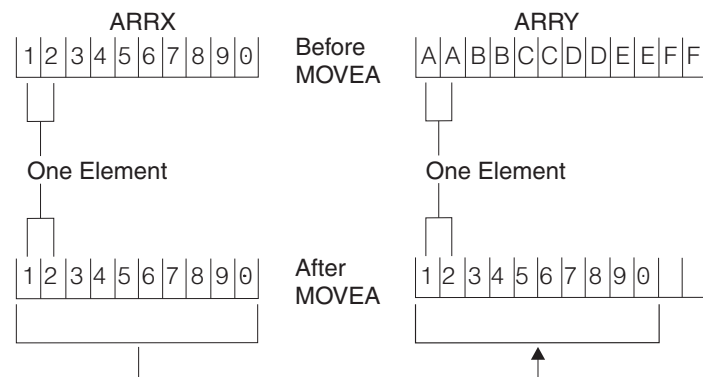 ARRX
ARRY
1 2 3 4 5 6 7 8 9 0
Before
MOVEA
A A B B C C D D E E F F
One Element
One Element
1 2 3 4 5 6 7 8 9 0
After
MOVEA
1 2 3 4 5 6 7 8 9 0